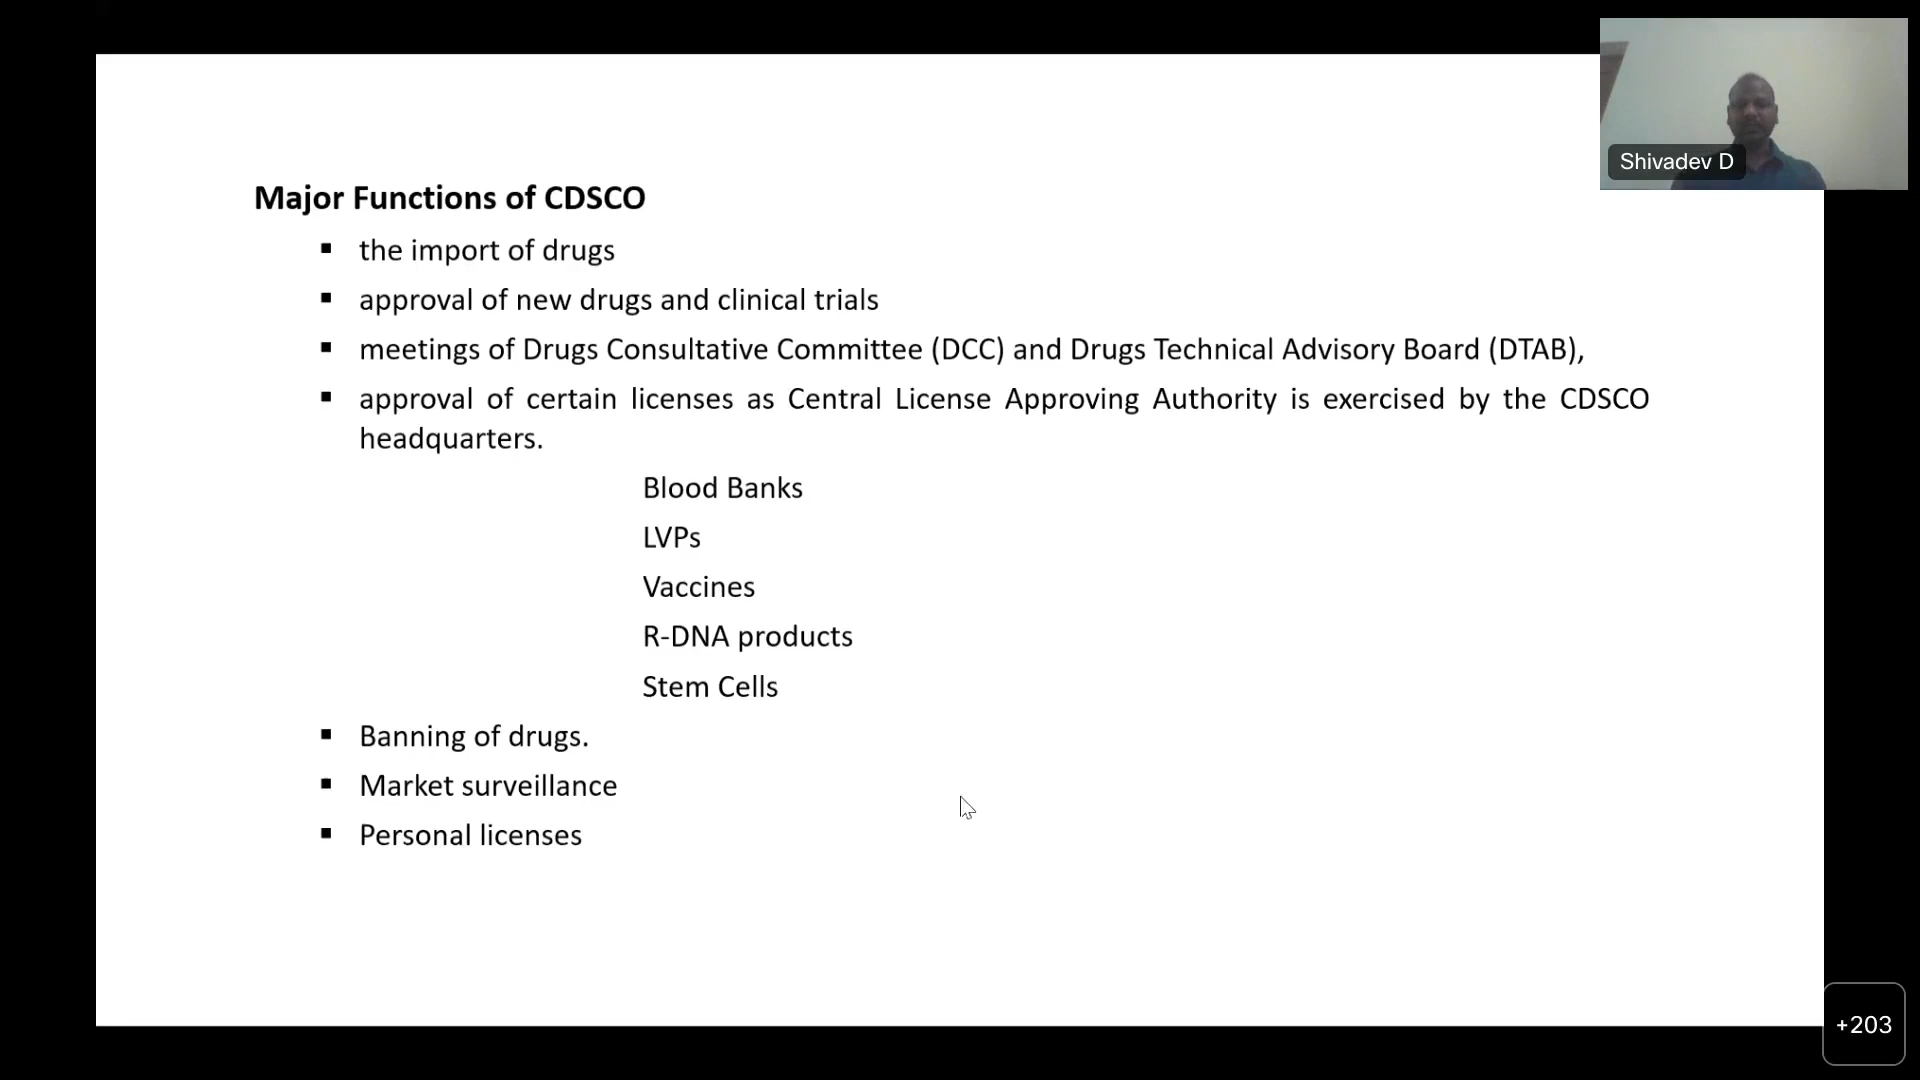 Shivadev D
Major Functions of CDSCO
▪ the import of drugs
▪ approval of new drugs and clinical trials
▪ meetings of Drugs Consultative Committee (DCC) and Drugs Technical Advisory Board (DTAB),
▪ approval of certain licenses as Central License Approving Authority is exercised by the CDSCO
headquarters.
Blood Banks
LVPs
Vaccines
R-DNA products
Stem Cells
▪ Banning of drugs.
▪ Market surveillance
▪ Personal licenses
+203